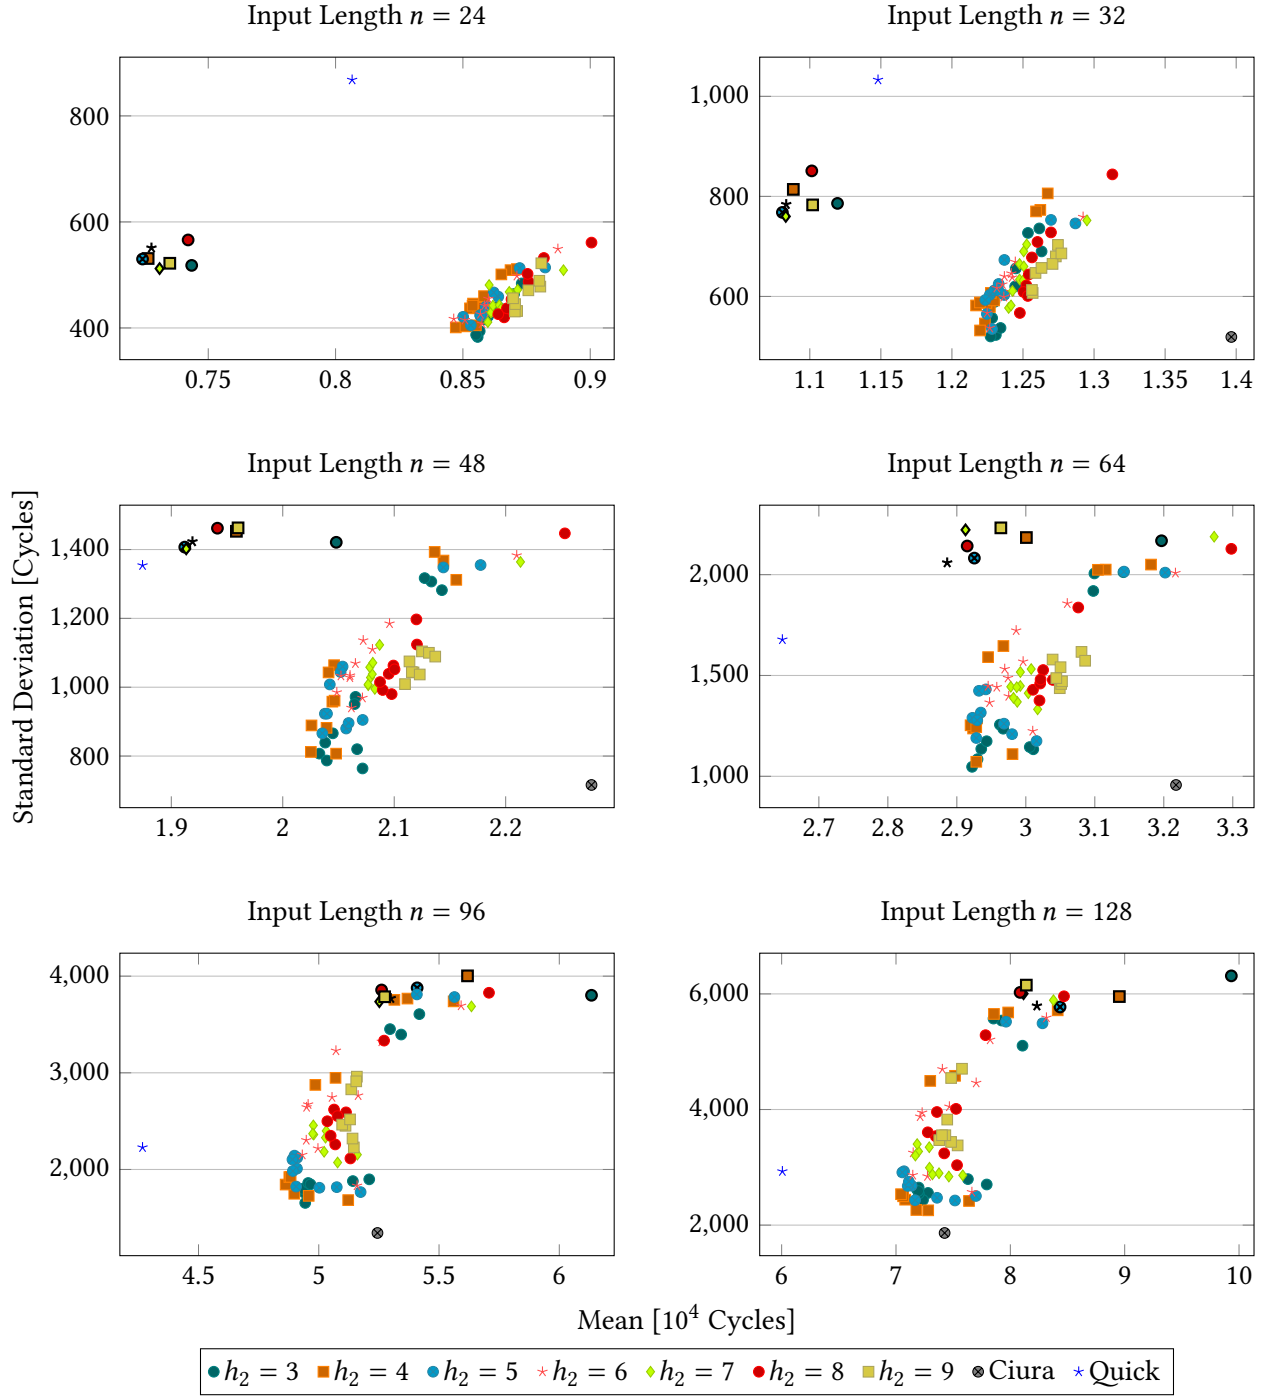 Input Length n = 24
Input Length n = 32
800
600
400
0.75 0.8 0.85 0.9
1,000
800
600
1.1 1.15 1.2 1.25 1.3 1.35 1.4
Input Length n = 48
Input Length n = 64
Standard Deviation [Cycles]
1,400
1,200
1,000
800
1.9 2 2.1 2.2
2,000
1,500
1,000
2.7 2.8 2.9 3 3.1 3.2 3.3
Input Length n = 96
Input Length n = 128
4,000
3,000
2,000
4.5 5 5.5 6
6,000
4,000
2,000
6 7 8 9 10
Mean [10⁴ Cycles]
h₂ = 3 h₂ = 4 h₂ = 5 h₂ = 6 h₂ = 7 h₂ = 8 h₂ = 9 Ciura Quick